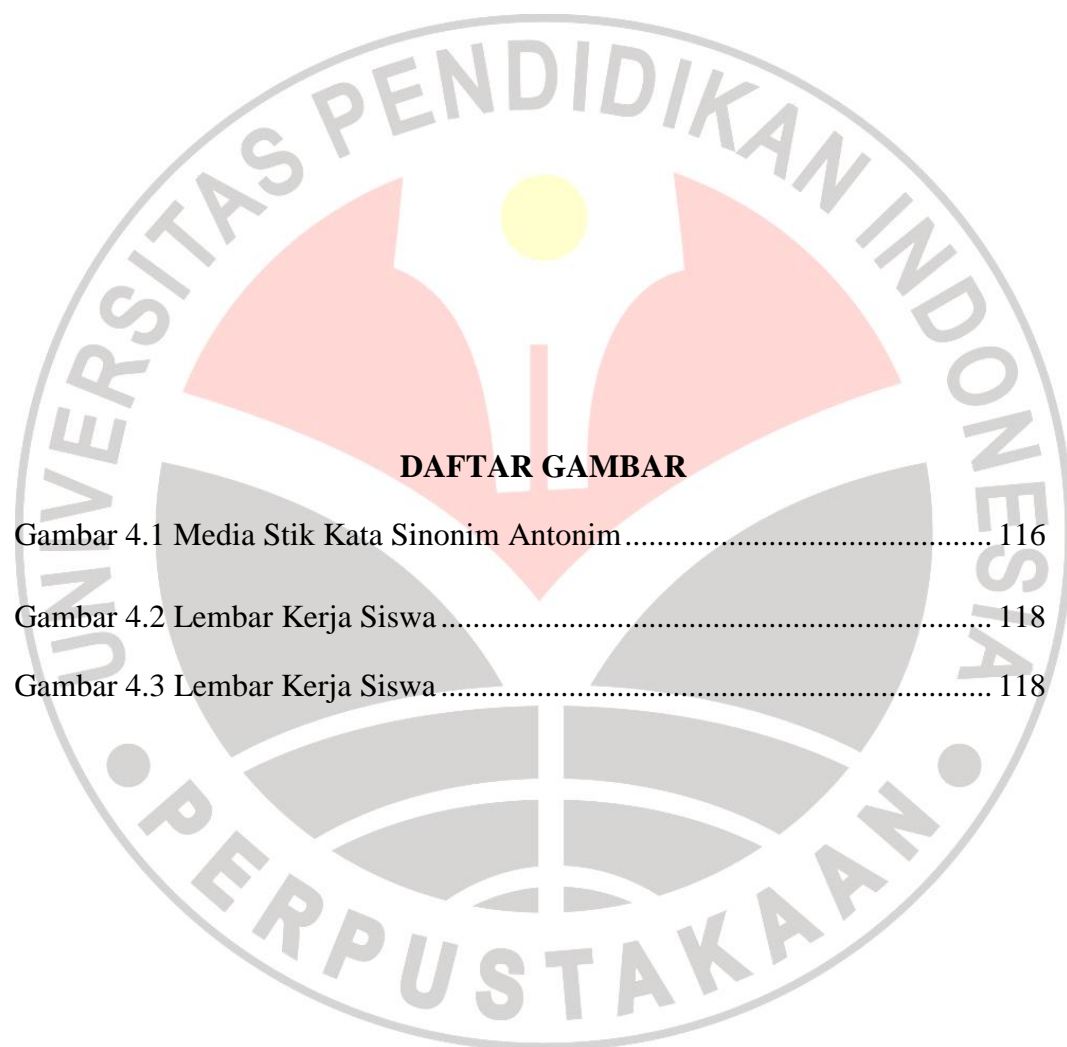 UNIVERSITAS PENDIDIKAN INDONESIA
DAFTAR GAMBAR
Gambar 4.1 Media Stik Kata Sinonim Antonim.............................................. 116
Gambar 4.2 Lembar Kerja Siswa ..................................................................... 118
Gambar 4.3 Lembar Kerja Siswa ..................................................................... 118
PERPUSTAKAAN